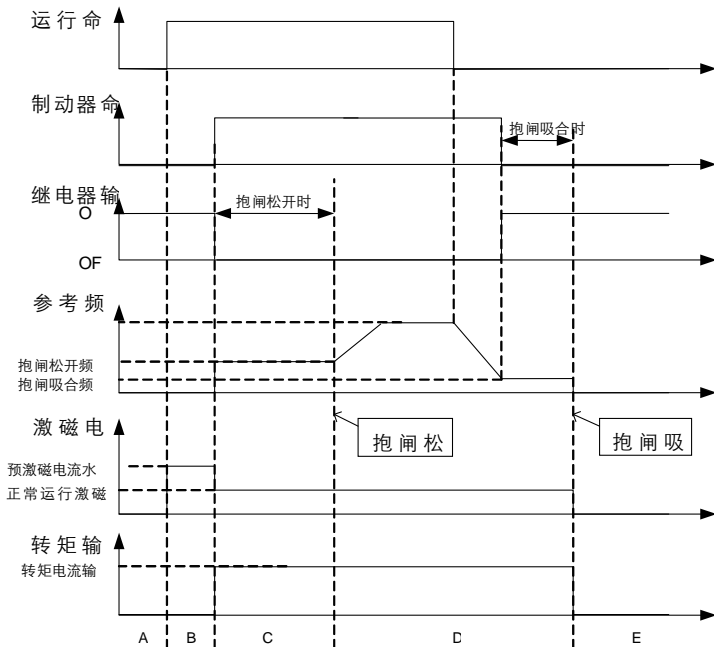 运行命
制动器命
抱闸吸合时
继电器输
O
抱闸松开时
OF
参考频
抱闸松开频
抱闸吸合频
激磁电
抱闸松
抱闸吸
预激磁电流水
正常运行激磁
转矩输
转矩电流输
A B C D E